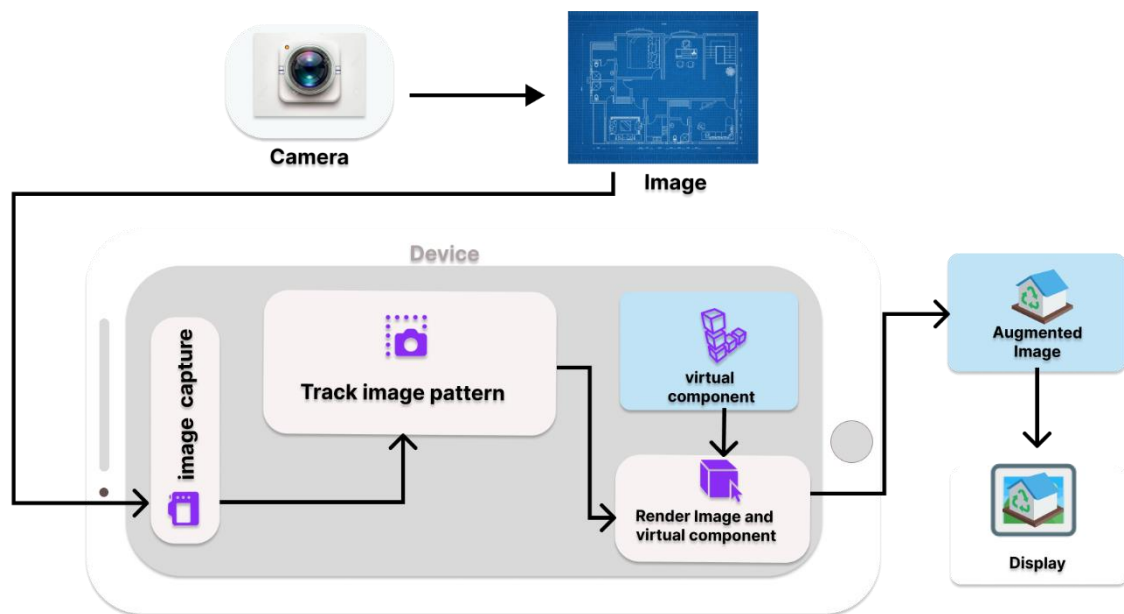 Camera
Image
Device
image capture
Track image pattern
virtual
component
Render Image and
virtual component
Augmented
Image
Display